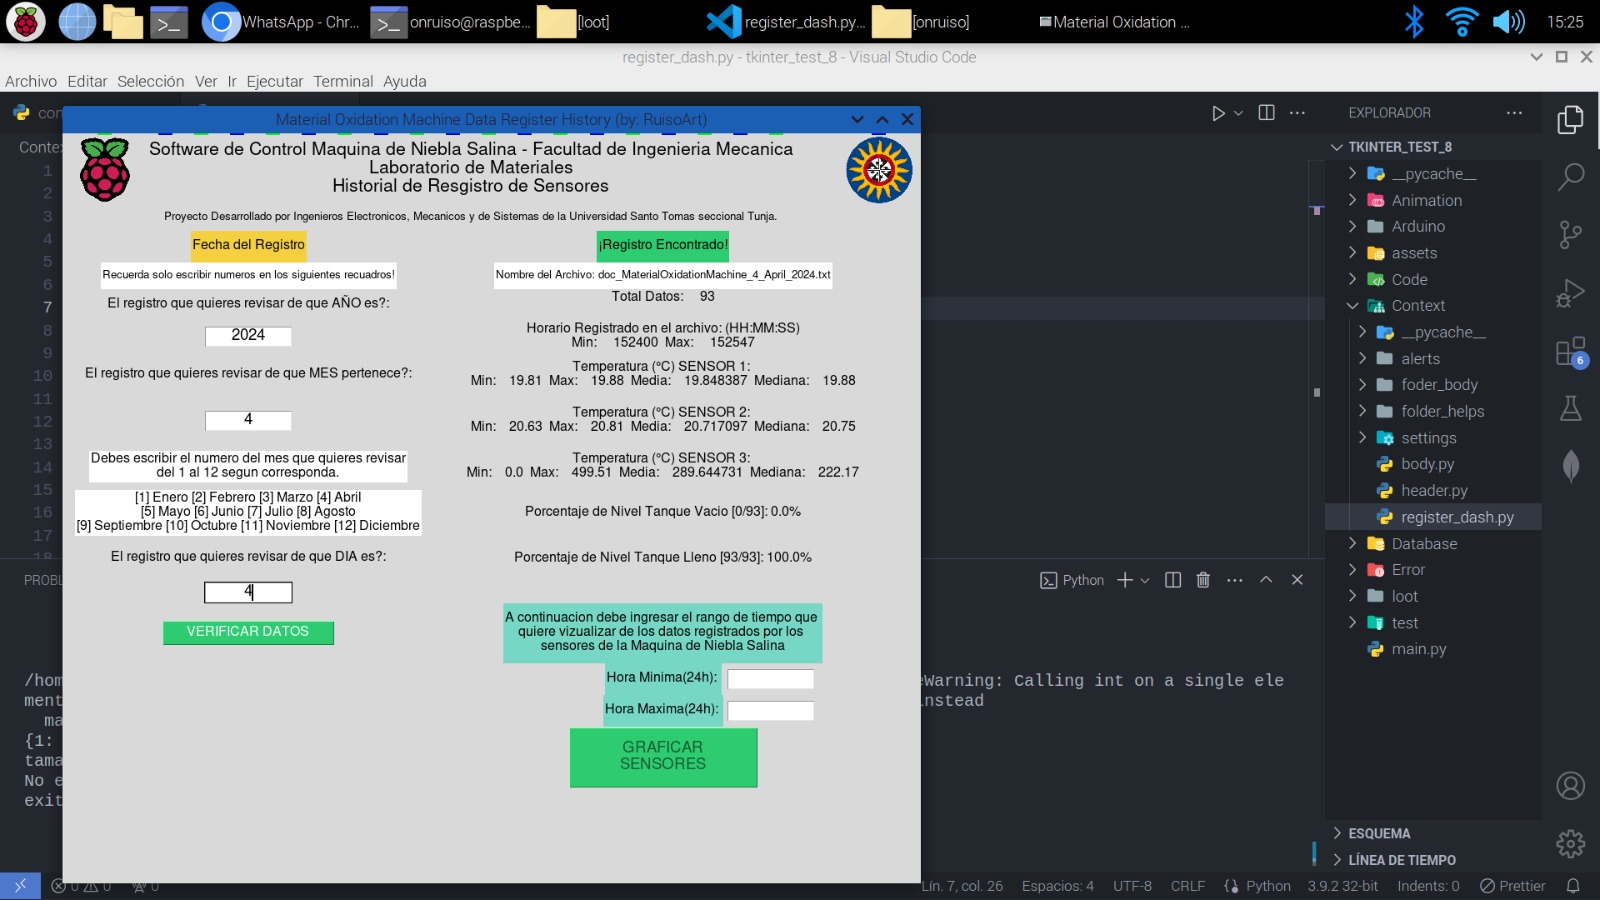 WhatsApp - Chr...
onruiso@raspbe...
[loot]
register_dash.py...
[onruiso]
Material Oxidation ...
15:25
register_dash.py - tkinter_test_8 - Visual Studio Code
Archivo Editar Selección Ver Ir Ejecutar Terminal Ayuda
EXPLORADOR
Material Oxidation Machine Data Register History (by: RuisoArt)
Software de Control Maquina de Niebla Salina - Facultad de Ingenieria Mecanica
Laboratorio de Materiales
Historial de Resgistro de Sensores
Proyecto Desarrollado por Ingenieros Electronicos, Mecanicos y de Sistemas de la Universidad Santo Tomas seccional Tunja.
Fecha del Registro
Recuerda solo escribir numeros en los siguientes recuadros!
El registro que quieres revisar de que AÑO es?:
2024
El registro que quieres revisar de que MES pertenece?:
4
Debes escribir el numero del mes que quieres revisar
del 1 al 12 segun corresponda.
[1] Enero [2] Febrero [3] Marzo [4] Abril
[5] Mayo [6] Junio [7] Julio [8] Agosto
[9] Septiembre [10] Octubre [11] Noviembre [12] Diciembre
El registro que quieres revisar de que DIA es?:
4
VERIFICAR DATOS
¡Registro Encontrado!
Nombre del Archivo: doc_MaterialOxidationMachine_4_April_2024.txt
Total Datos: 93
Horario Registrado en el archivo: (HH:MM:SS)
Min: 152400 Max: 152547
Temperatura (°C) SENSOR 1:
Min: 19.81 Max: 19.88 Media: 19.848387 Mediana: 19.88
Temperatura (°C) SENSOR 2:
Min: 20.63 Max: 20.81 Media: 20.717097 Mediana: 20.75
Temperatura (°C) SENSOR 3:
Min: 0.0 Max: 499.51 Media: 289.644731 Mediana: 222.17
Porcentaje de Nivel Tanque Vacio [0/93]: 0.0%
Porcentaje de Nivel Tanque Lleno [93/93]: 100.0%
A continuacion debe ingresar el rango de tiempo que
quiere vizualizar de los datos registrados por los
sensores de la Maquina de Niebla Salina
Hora Minima(24h):
Hora Maxima(24h):
GRAFICAR
SENSORES
con
Conte
1
2
3
4
5
6
7
8
9
10
11
12
13
14
15
16
17
18
PROBL
Python
/hom
eWarning: Calling int on a single ele
ment
instead
ma
{1:
tama
No e
exit
TKINTER_TEST_8
__pycache__
Animation
Arduino
assets
Code
Context
__pycache__
alerts
foder_body
folder_helps
settings
body.py
header.py
register_dash.py
Database
Error
loot
test
main.py
ESQUEMA
LÍNEA DE TIEMPO
6
0 0 0
Lín. 7, col. 26 Espacios: 4 UTF-8 CRLF Python 3.9.2 32-bit Indents: 0 Prettier